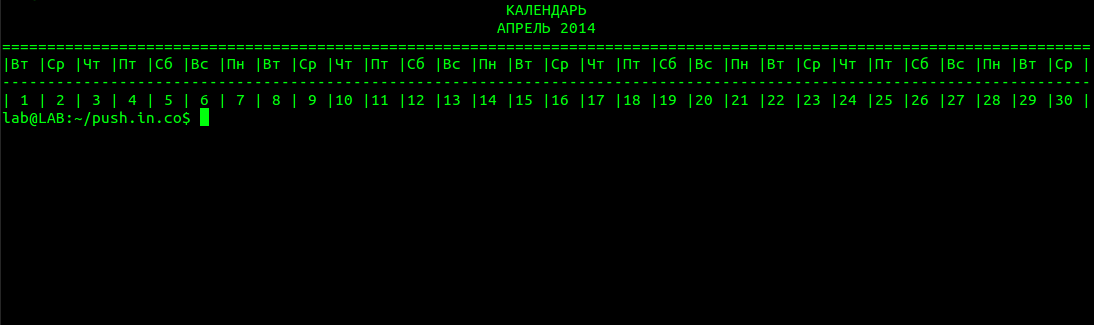 КАЛЕНДАРЬ
АПРЕЛЬ 2014
=========================================================================================================================
|Вт |Ср |Чт |Пт |Сб |Вс |Пн |Вт |Ср |Чт |Пт |Сб |Вс |Пн |Вт |Ср |Чт |Пт |Сб |Вс |Пн |Вт |Ср |Чт |Пт |Сб |Вс |Пн |Вт |Ср |
-------------------------------------------------------------------------------------------------------------------------
| 1 | 2 | 3 | 4 | 5 | 6 | 7 | 8 | 9 |10 |11 |12 |13 |14 |15 |16 |17 |18 |19 |20 |21 |22 |23 |24 |25 |26 |27 |28 |29 |30 |
lab@LAB:~/push.in.co$